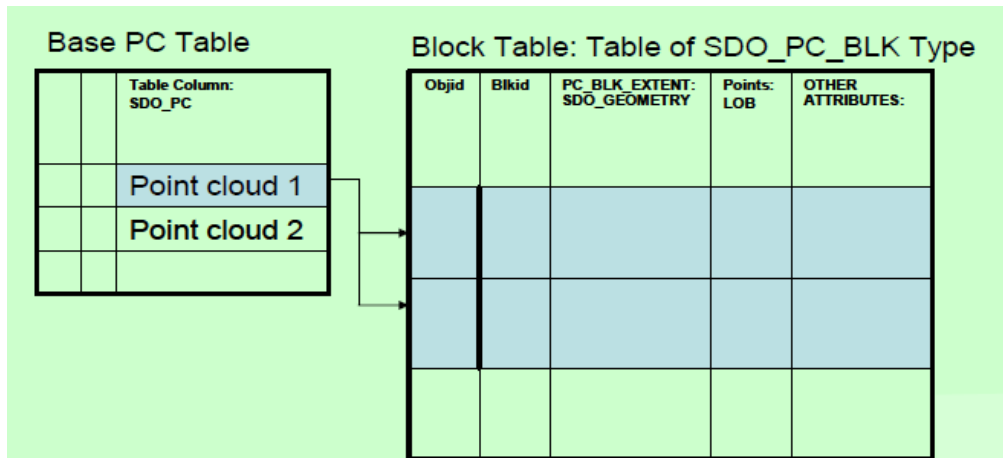 Base PC Table
Table Column:
SDO_PC
Point cloud 1
Point cloud 2
Block Table: Table of SDO_PC_BLK Type
Objid
Blkid
PC_BLK_EXTENT:
SDO_GEOMETRY
Points:
LOB
OTHER
ATTRIBUTES: